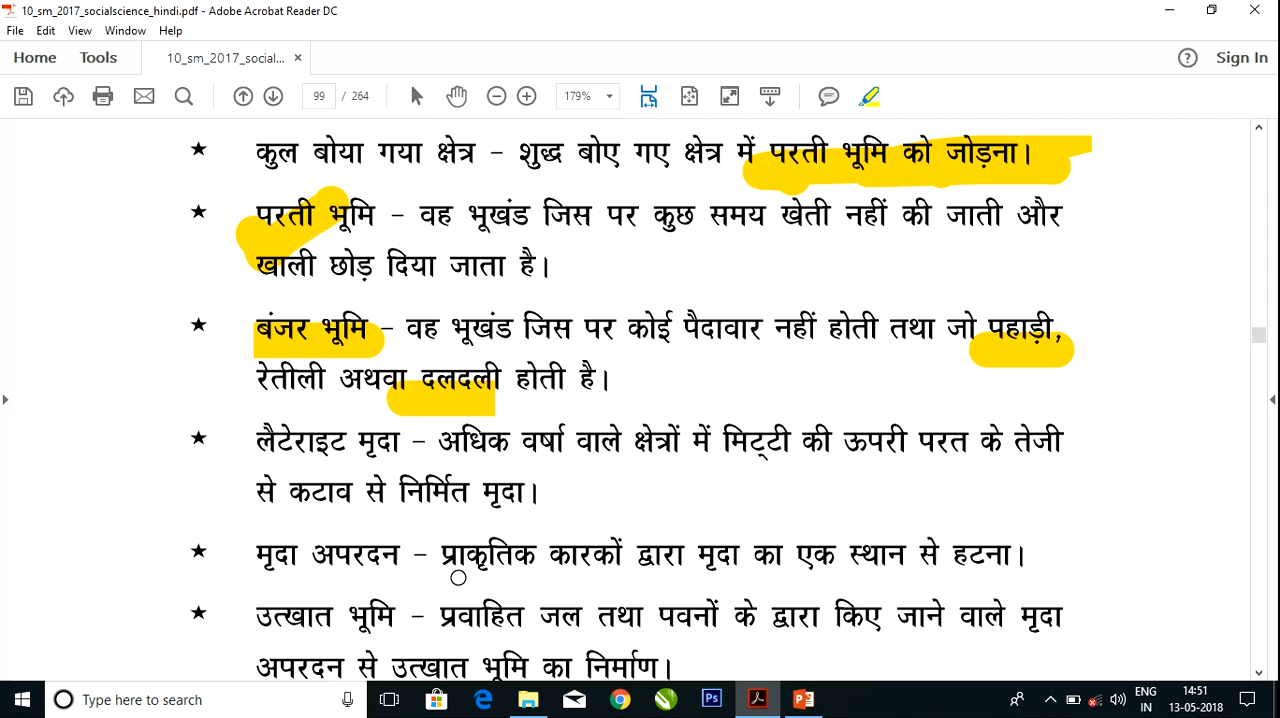 10_sm_2017_socialscience_hindi.pdf - Adobe Acrobat Reader DC
File Edit View Window Help
Home Tools 10_sm_2017_social... × Sign In
99 / 264 179%
★ कुल बोया गया क्षेत्र – शुद्ध बोए गए क्षेत्र में परती भूमि को जोड़ना।
★ परती भूमि – वह भूखंड जिस पर कुछ समय खेती नहीं की जाती और
खाली छोड़ दिया जाता है।
★ बंजर भूमि – वह भूखंड जिस पर कोई पैदावार नहीं होती तथा जो पहाड़ी,
रेतीली अथवा दलदली होती है।
★ लैटेराइट मृदा – अधिक वर्षा वाले क्षेत्रों में मिट्टी की ऊपरी परत के तेजी
से कटाव से निर्मित मृदा।
★ मृदा अपरदन – प्राकृतिक कारकों द्वारा मृदा का एक स्थान से हटना।
★ उत्खात भूमि – प्रवाहित जल तथा पवनों के द्वारा किए जाने वाले मृदा
अपरदन से उत्खात भूमि का निर्माण।
Type here to search
ENG 14:51
IN 13-05-2018